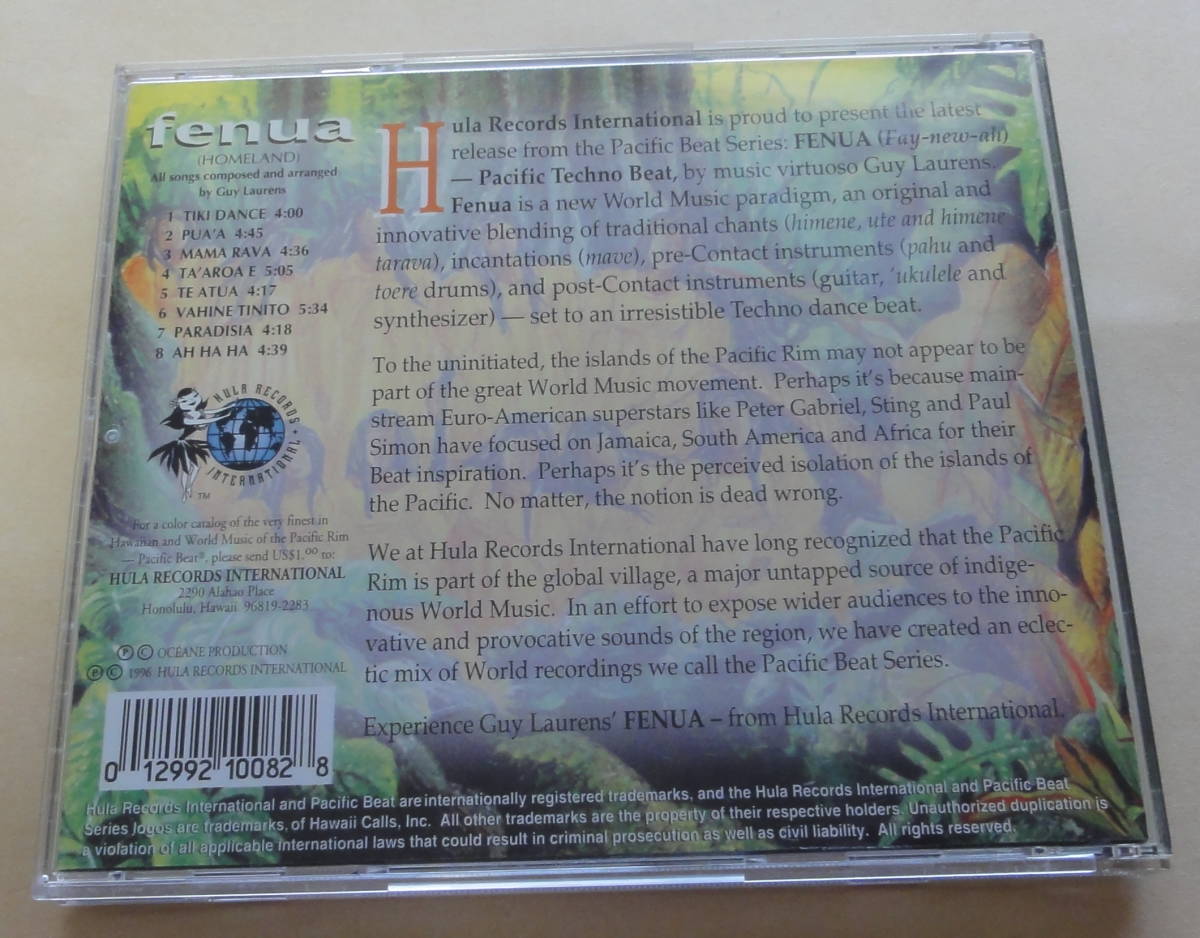 fenua
(HOMELAND)
All songs composed and arranged
by Guy Laurens
1 TIKI DANCE 4:00
2 PUA'A 4:45
3 MAMA RAVA 4:36
4 TA'AROA E 5:05
5 TE ATUA 4:17
6 VAHINE TINITO 5:34
7 PARADISIA 4:18
8 AH HA HA 4:39
HULA RECORDS • INTERNATIONAL
TM
For a color catalog of the very finest in
Hawaiian and World Music of the Pacific Rim
— Pacific Beat®, please send US$1.00 to:
HULA RECORDS INTERNATIONAL
2290 Alahao Place
Honolulu, Hawaii 96819-2283
Ⓟ © OCÉANE PRODUCTION
Ⓟ © 1996 HULA RECORDS INTERNATIONAL
0 12992 10082 8
Hula Records International is proud to present the latest
release from the Pacific Beat Series: FENUA (Fay-new-ah)
— Pacific Techno Beat, by music virtuoso Guy Laurens.
Fenua is a new World Music paradigm, an original and
innovative blending of traditional chants (himene, ute and himene
tarava), incantations (mave), pre-Contact instruments (pahu and
toere drums), and post-Contact instruments (guitar, 'ukulele and
synthesizer) — set to an irresistible Techno dance beat.
To the uninitiated, the islands of the Pacific Rim may not appear to be
part of the great World Music movement. Perhaps it's because main-
stream Euro-American superstars like Peter Gabriel, Sting and Paul
Simon have focused on Jamaica, South America and Africa for their
Beat inspiration. Perhaps it's the perceived isolation of the islands of
the Pacific. No matter, the notion is dead wrong.
We at Hula Records International have long recognized that the Pacific
Rim is part of the global village, a major untapped source of indige-
nous World Music. In an effort to expose wider audiences to the inno-
vative and provocative sounds of the region, we have created an eclec-
tic mix of World recordings we call the Pacific Beat Series.
Experience Guy Laurens' FENUA – from Hula Records International.
Hula Records International and Pacific Beat are internationally registered trademarks, and the Hula Records International and Pacific Beat
Series logos are trademarks, of Hawaii Calls, Inc. All other trademarks are the property of their respective holders. Unauthorized duplication is
a violation of all applicable international laws that could result in criminal prosecution as well as civil liability. All rights reserved.